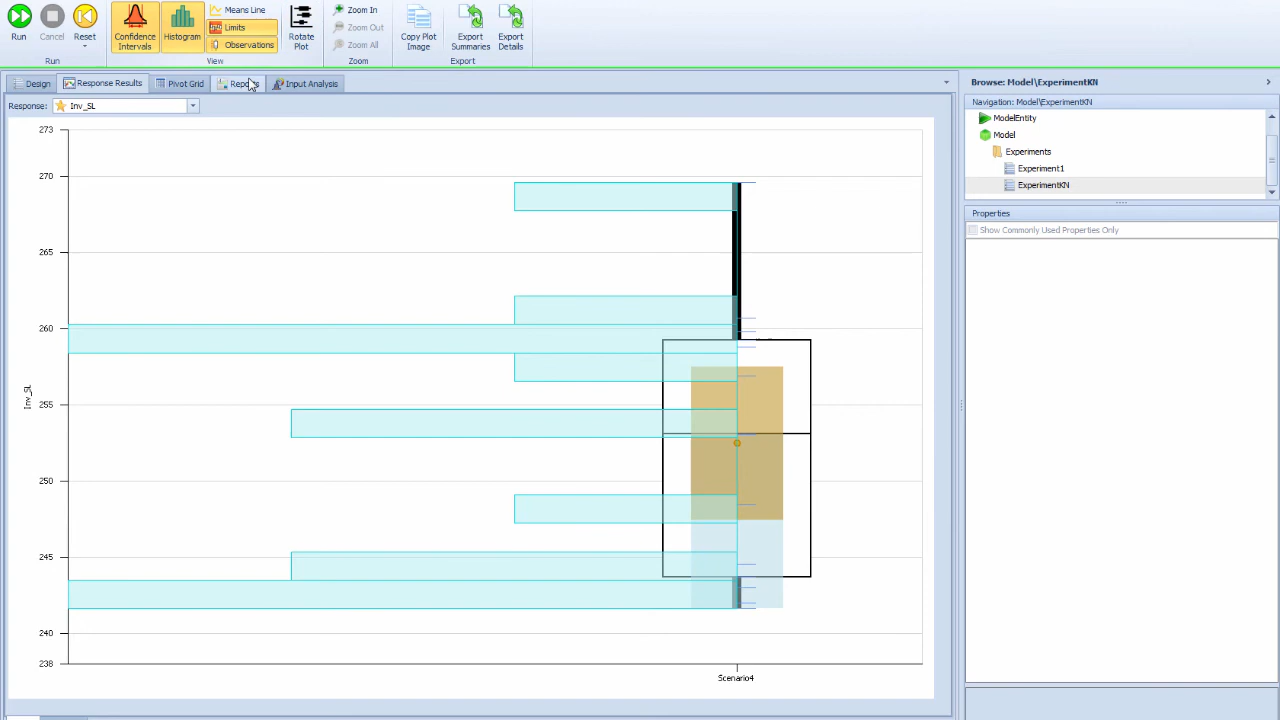 Run
Cancel
Reset
Run
Confidence
Intervals
Histogram
Means Line
Limits
Observations
View
Rotate
Plot
Zoom In
Zoom Out
Zoom All
Zoom
Copy Plot
Image
Export
Summaries
Export
Details
Export
Design
Response Results
Pivot Grid
Input Analysis
Response:
Inv_SL
273
270
265
260
255
250
245
240
238
Inv_SL
Scenario4
Browse: Model\ExperimentKN
Navigation: Model\ExperimentKN
ModelEntity
Model
Experiments
Experiment1
ExperimentKN
Properties
Show Commonly Used Properties Only